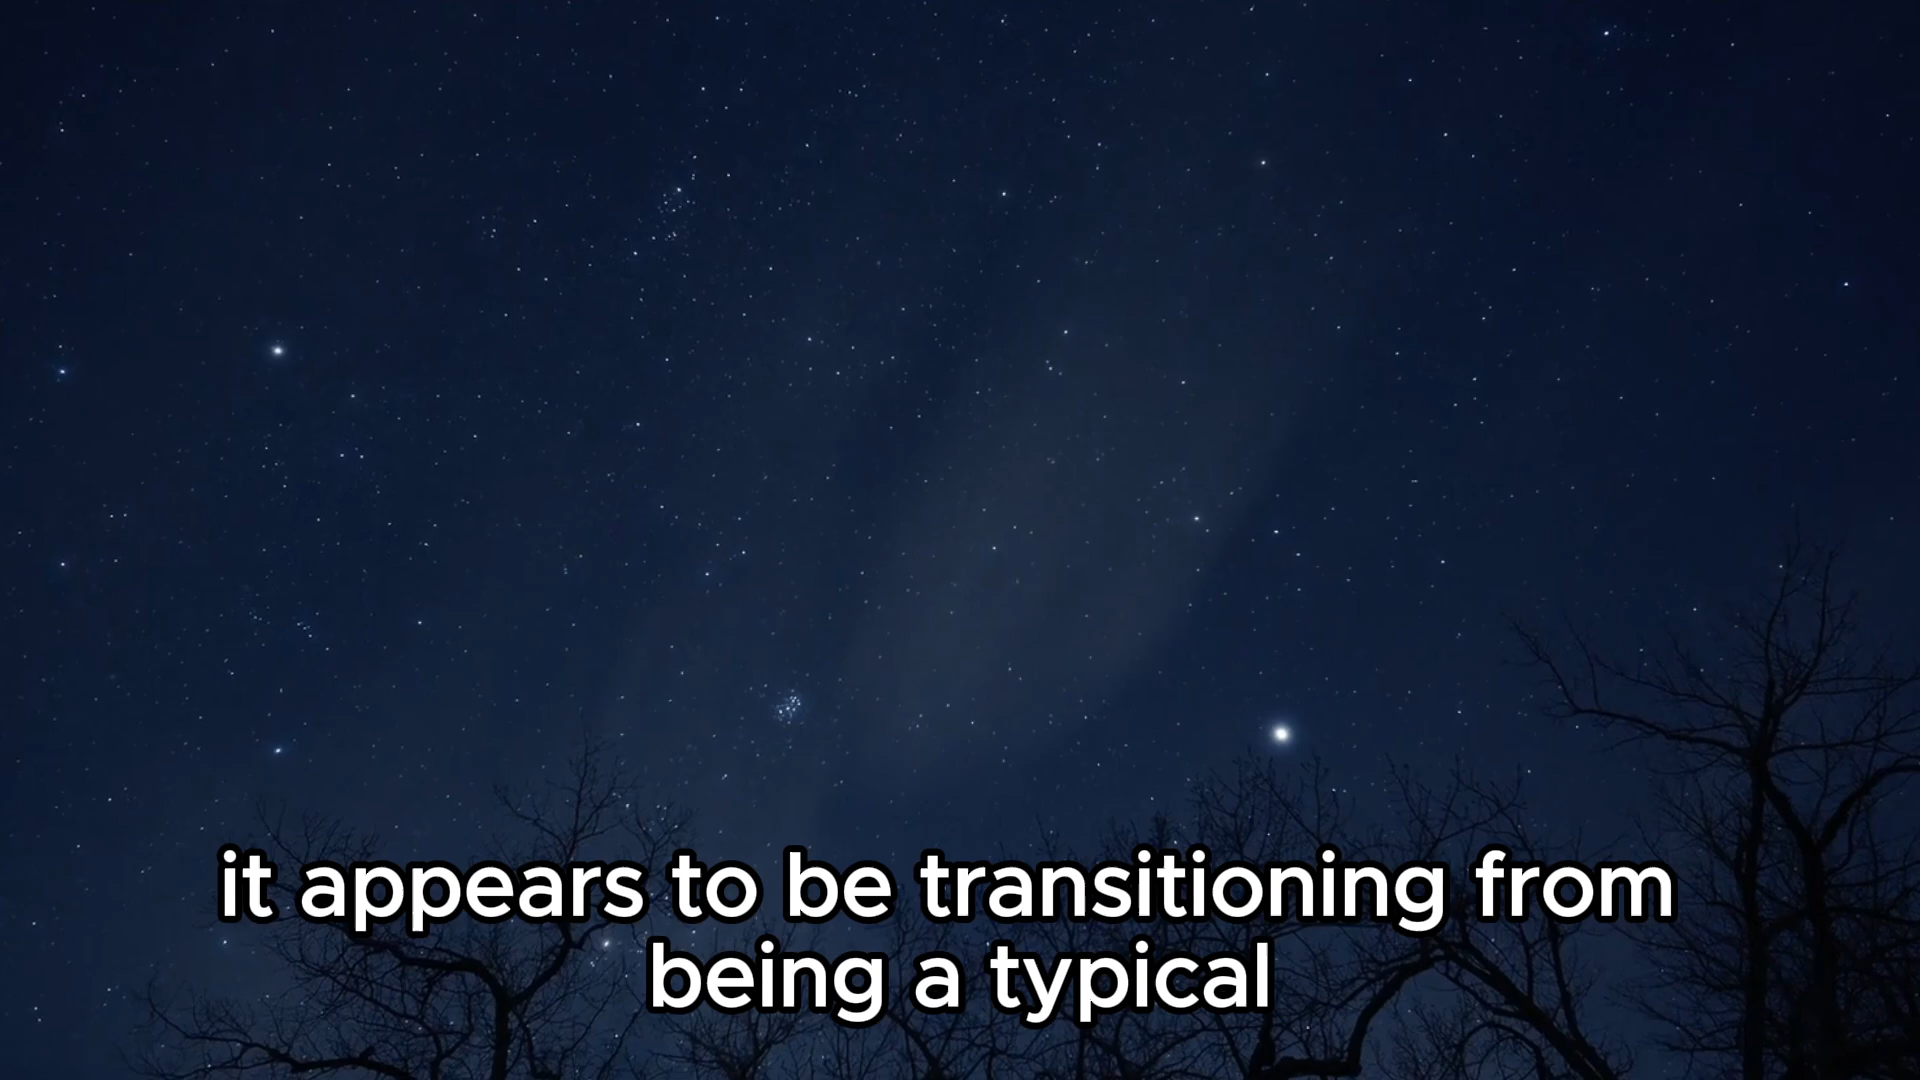 it appears to be transitioning from
being a typical